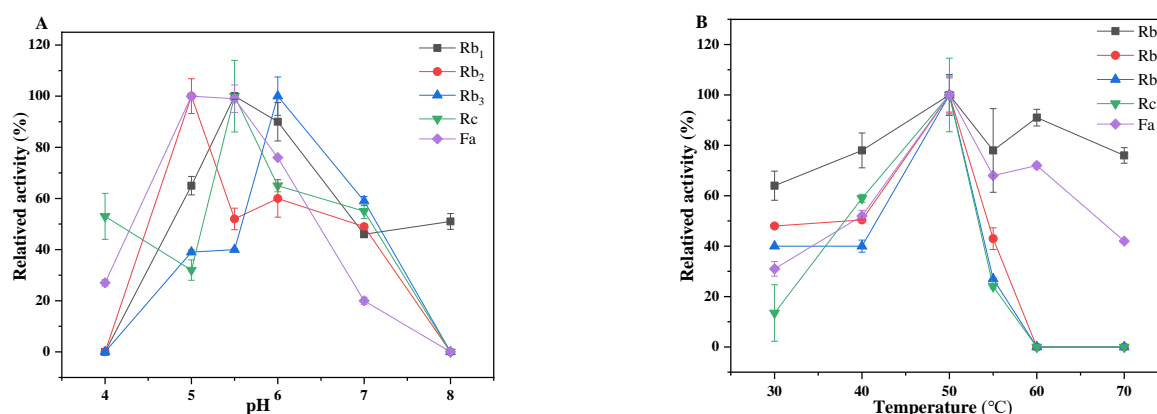 A
Relatived activity (%)
120
100
80
60
40
20
0
4 5 6 7 8
pH
Rb₁
Rb₂
Rb₃
Rc
Fa
B
Relatived activity (%)
120
100
80
60
40
20
0
30 40 50 60 70
Temperature (°C)
Rb
Rb
Rb
Rc
Fa